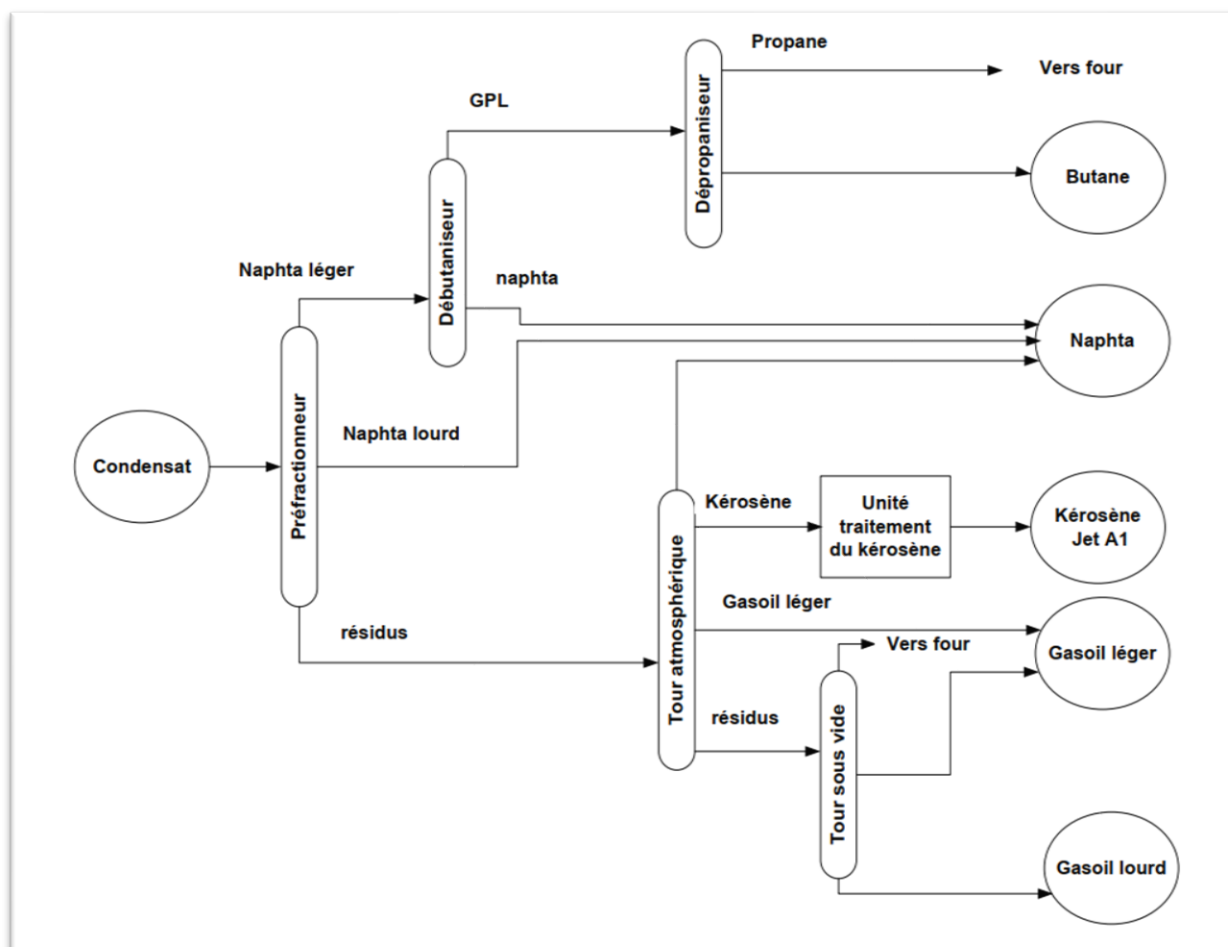 Propane
Vers four
GPL
Dépropaniseur
Butane
Débutaniseur
Naphta léger
naphta
Naphta
Préfractionneur
Naphta lourd
Condensat
Kérosène
Unité
traitement
du kérosène
Kérosène
Jet A1
Tour atmosphérique
Gasoil léger
résidus
Vers four
Gasoil léger
résidus
Tour sous vide
Gasoil lourd